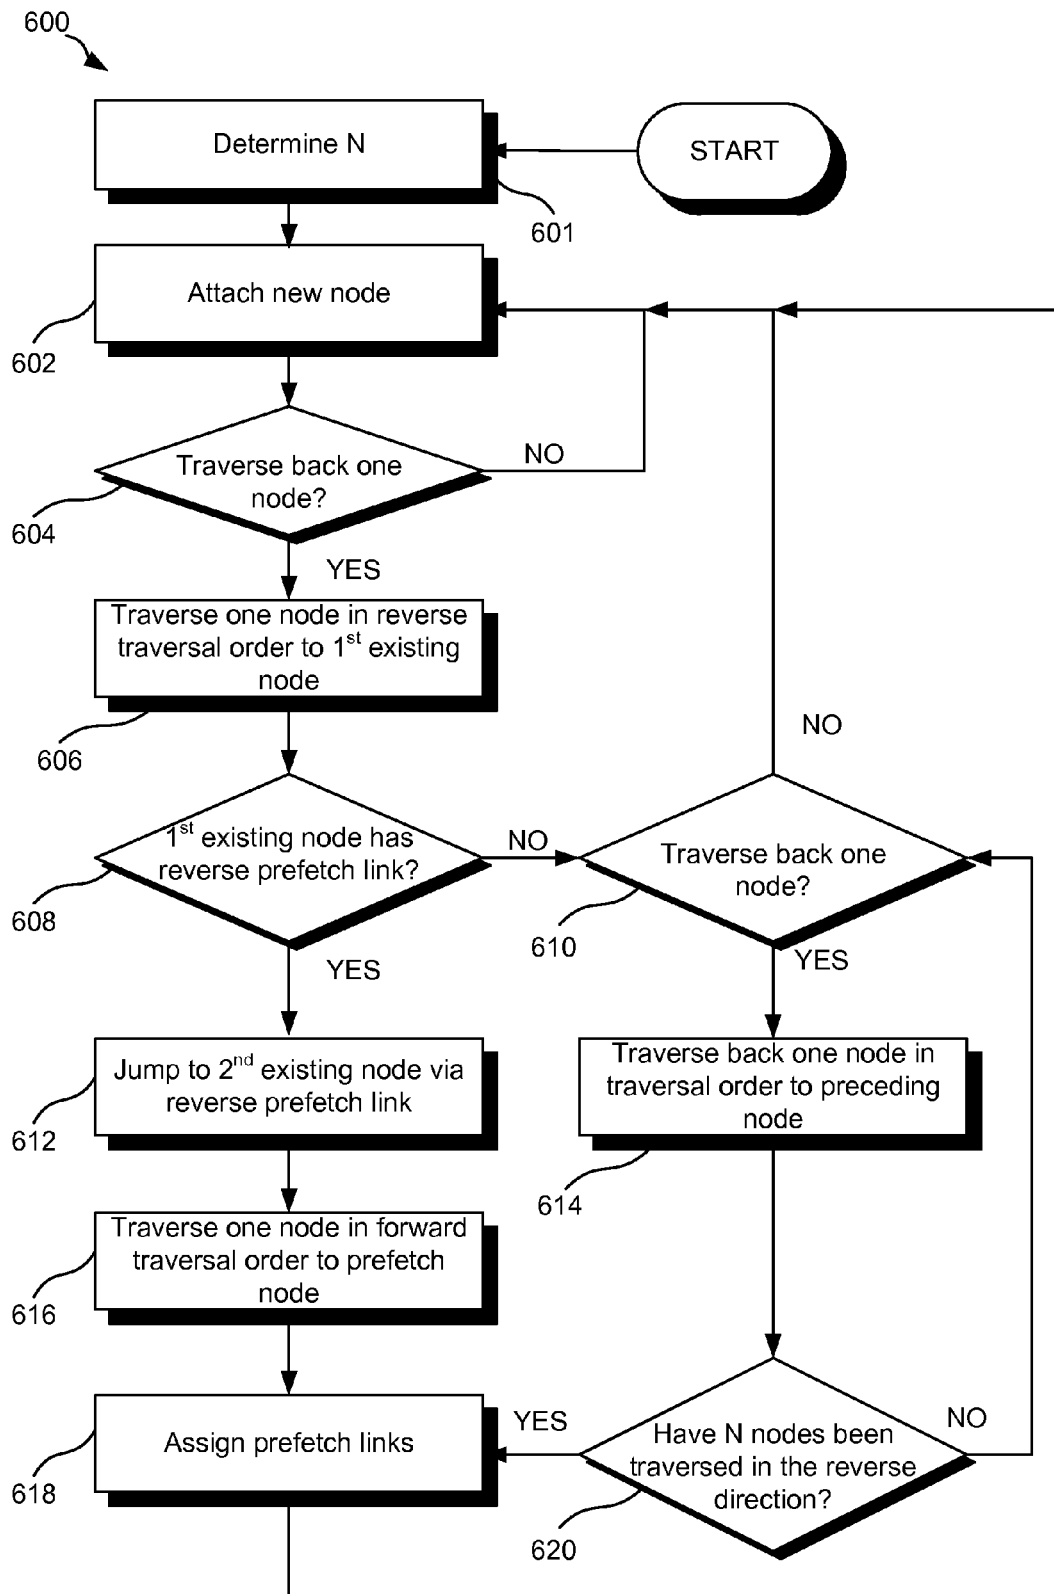 600
Determine N
START
601
Attach new node
602
Traverse back one
node?
NO
604
YES
Traverse one node in reverse
traversal order to 1st existing
node
606
NO
1st existing node has
reverse prefetch link?
NO
Traverse back one
node?
608
610
YES
YES
Jump to 2nd existing node via
reverse prefetch link
Traverse back one node in
traversal order to preceding
node
612
614
Traverse one node in forward
traversal order to prefetch
node
616
Assign prefetch links
YES
Have N nodes been
traversed in the reverse
direction?
NO
618
620